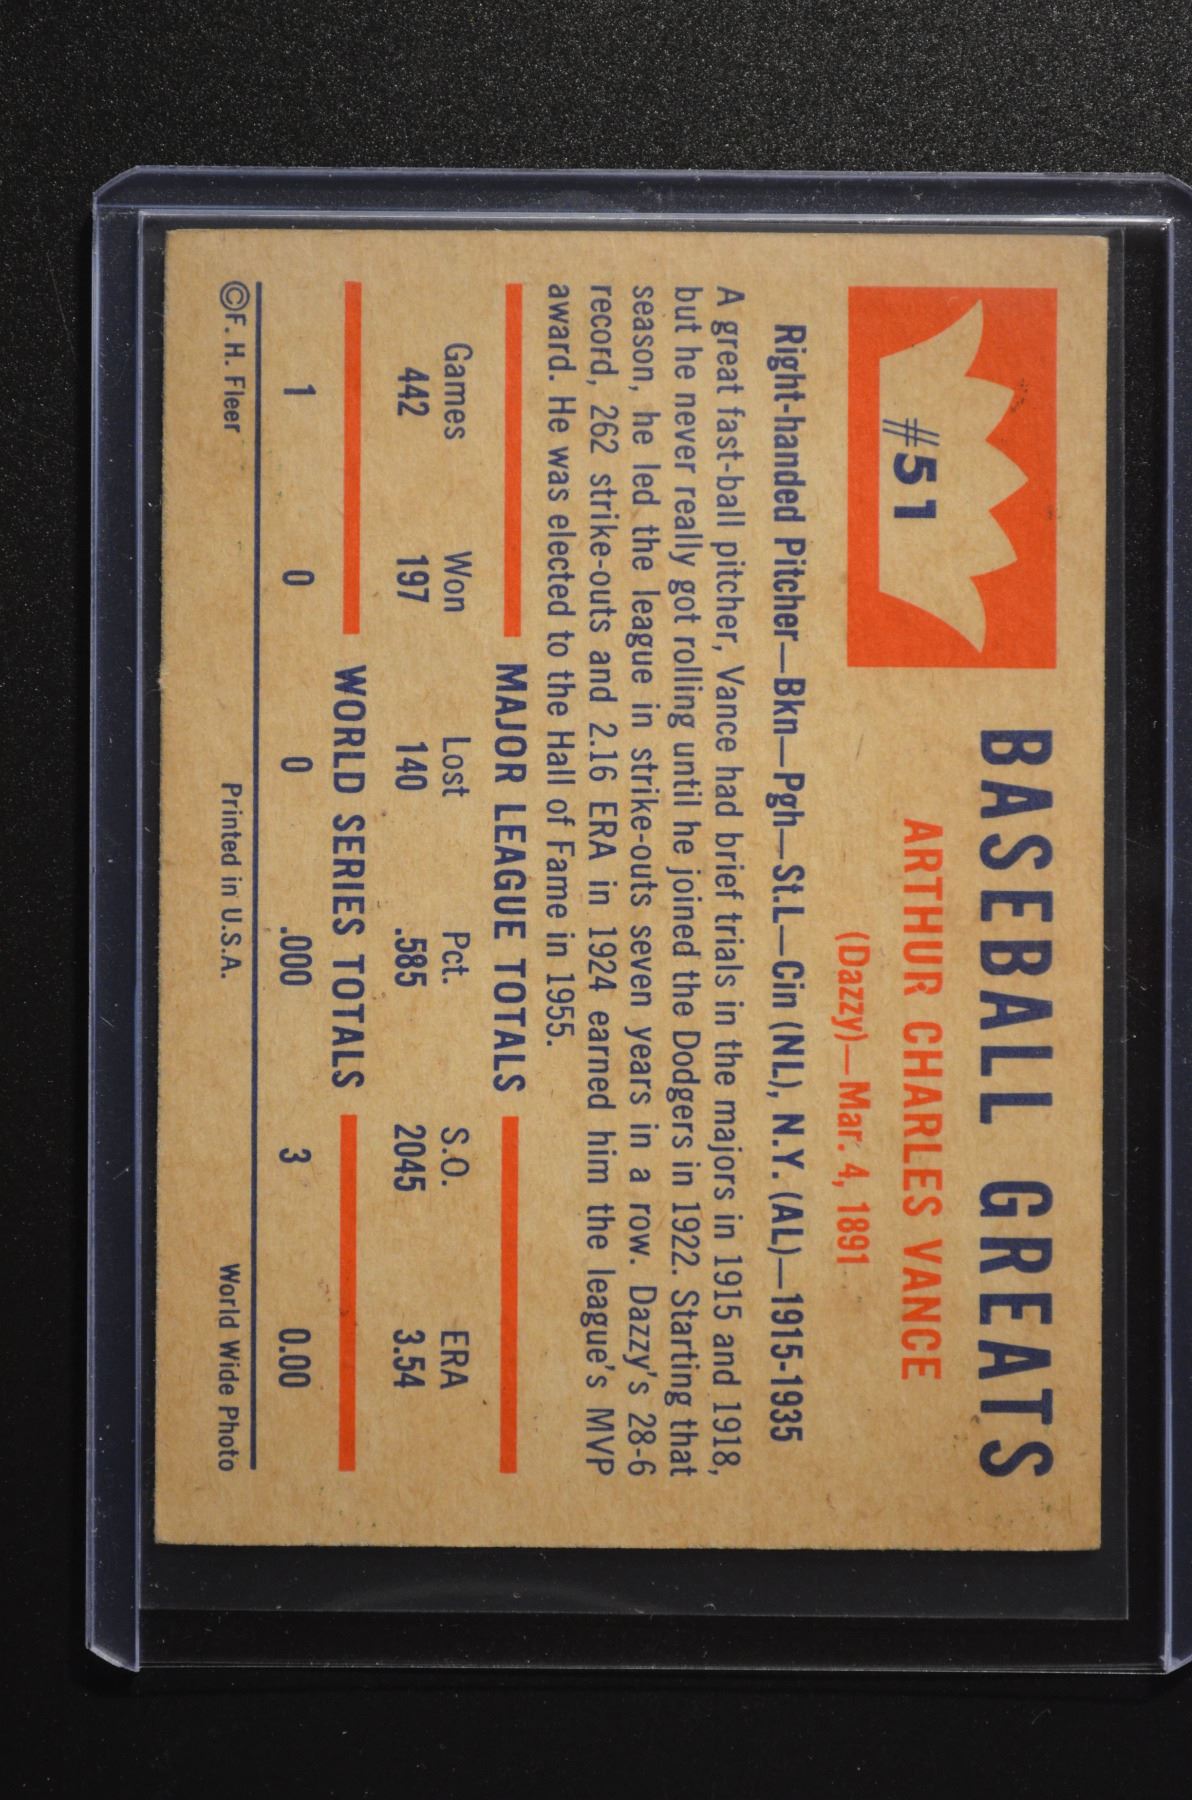 #51
BASEBALL GREATS
ARTHUR CHARLES VANCE
(Dazzy)—Mar. 4, 1891
Right-handed Pitcher—Bkn—Pgh—St.L—Cin (NL), N.Y. (AL)—1915-1935
A great fast-ball pitcher, Vance had brief trials in the majors in 1915 and 1918,
but he never really got rolling until he joined the Dodgers in 1922. Starting that
season, he led the league in strike-outs seven years in a row. Dazzy's 28-6
record, 262 strike-outs and 2.16 ERA in 1924 earned him the league's MVP
award. He was elected to the Hall of Fame in 1955.
MAJOR LEAGUE TOTALS
Games Won Lost Pct. S.O. ERA
442 197 140 .585 2045 3.54
WORLD SERIES TOTALS
1 0 0 .000 3 0.00
©F. H. Fleer Printed in U.S.A. World Wide Photo